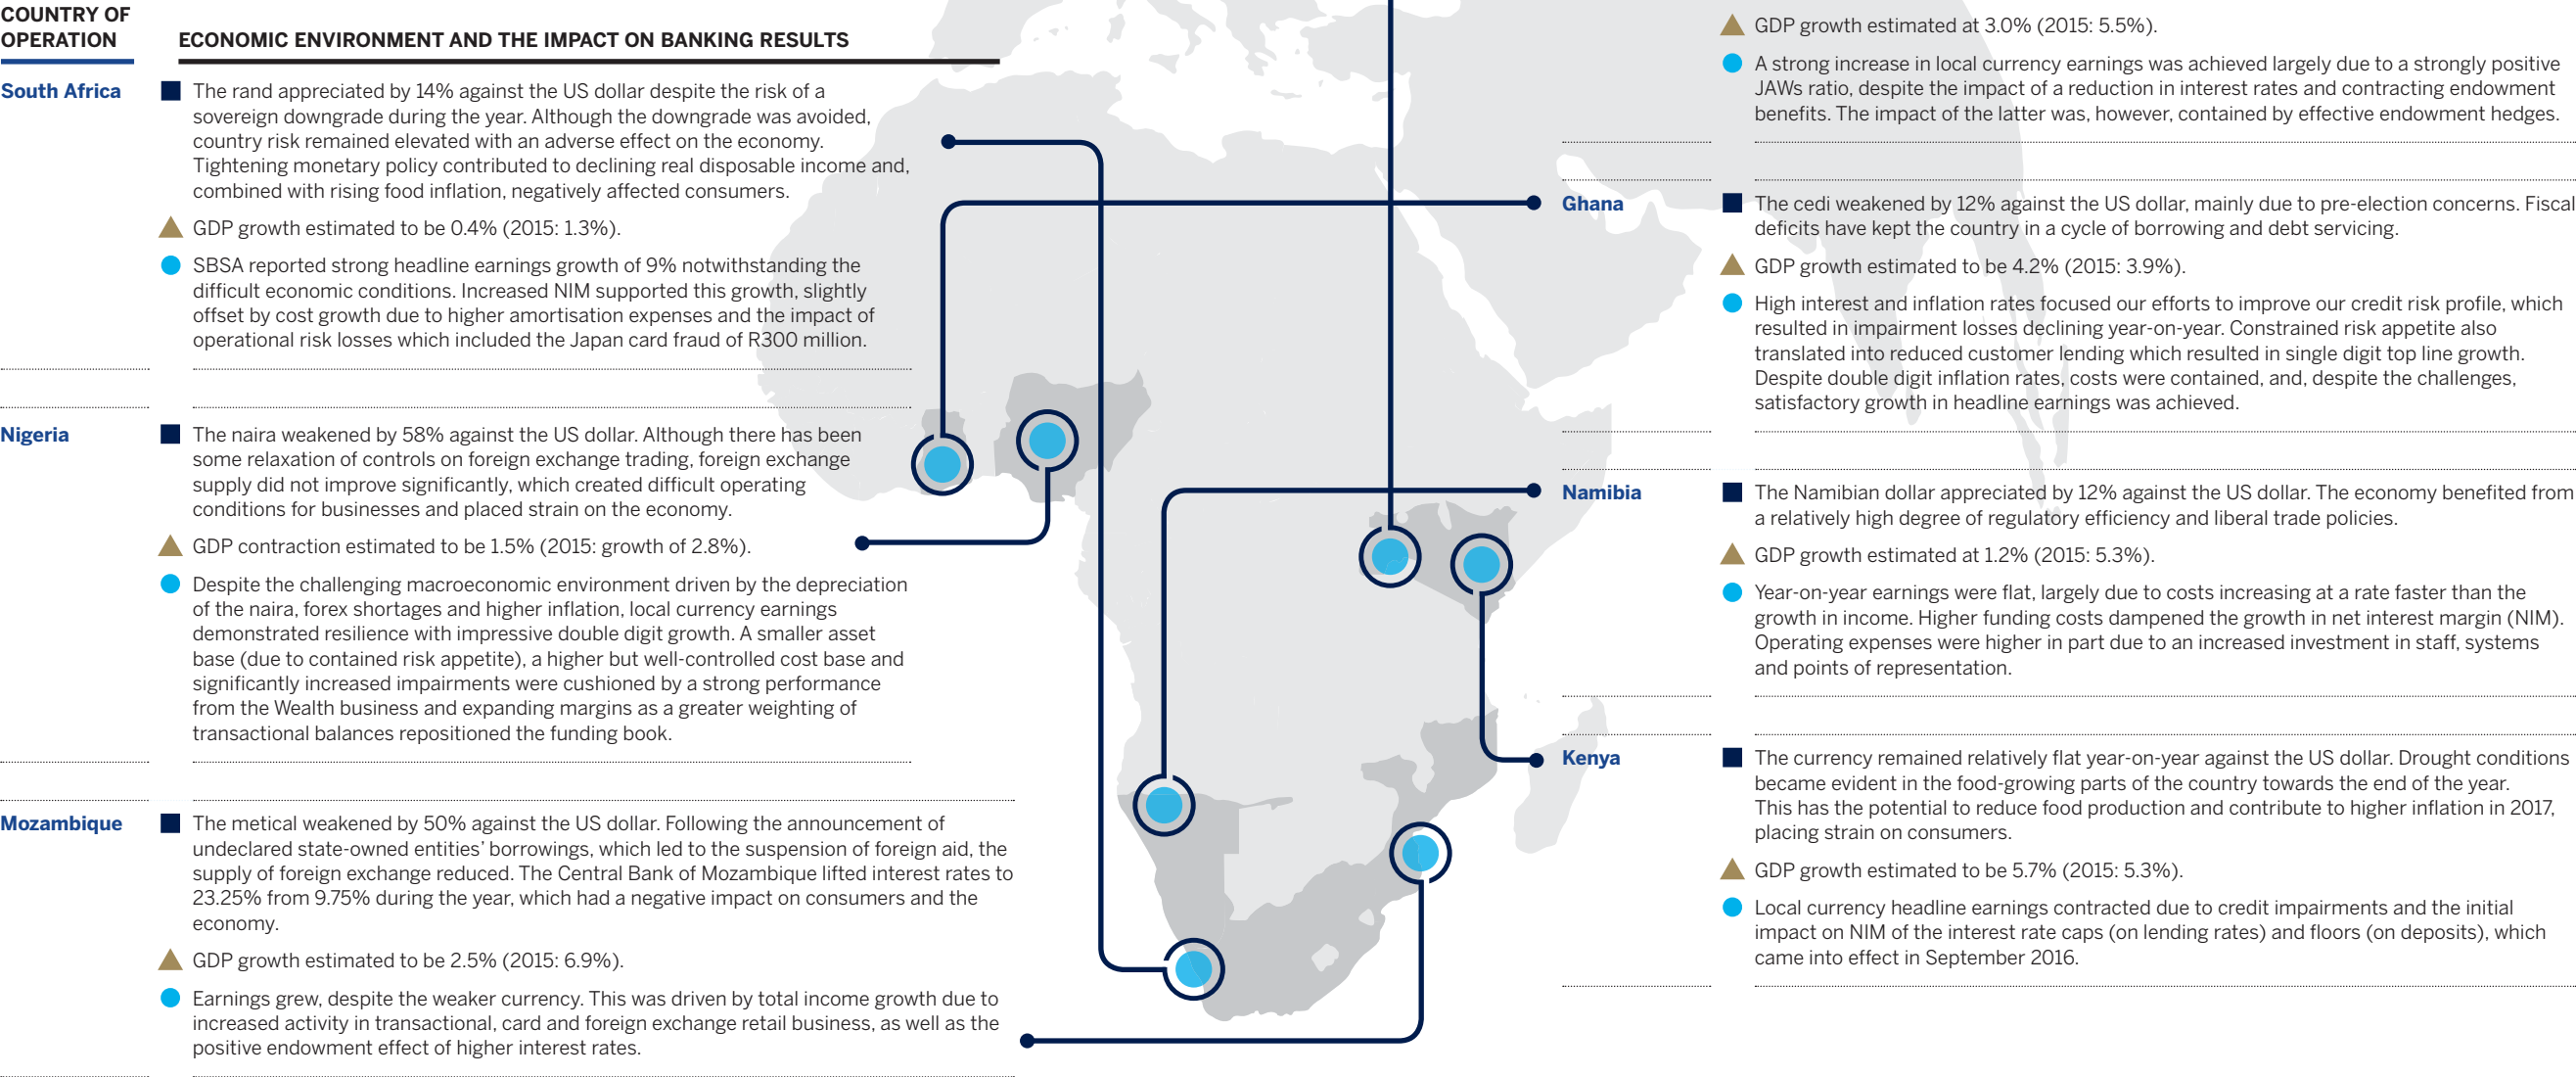 COUNTRY OF
OPERATION
ECONOMIC ENVIRONMENT AND THE IMPACT ON BANKING RESULTS
South Africa
The rand appreciated by 14% against the US dollar despite the risk of a
sovereign downgrade during the year. Although the downgrade was avoided,
country risk remained elevated with an adverse effect on the economy.
Tightening monetary policy contributed to declining real disposable income and,
combined with rising food inflation, negatively affected consumers.
GDP growth estimated to be 0.4% (2015: 1.3%).
SBSA reported strong headline earnings growth of 9% notwithstanding the
difficult economic conditions. Increased NIM supported this growth, slightly
offset by cost growth due to higher amortisation expenses and the impact of
operational risk losses which included the Japan card fraud of R300 million.
Nigeria
The naira weakened by 58% against the US dollar. Although there has been
some relaxation of controls on foreign exchange trading, foreign exchange
supply did not improve significantly, which created difficult operating
conditions for businesses and placed strain on the economy.
GDP contraction estimated to be 1.5% (2015: growth of 2.8%).
Despite the challenging macroeconomic environment driven by the depreciation
of the naira, forex shortages and higher inflation, local currency earnings
demonstrated resilience with impressive double digit growth. A smaller asset
base (due to contained risk appetite), a higher but well-controlled cost base and
significantly increased impairments were cushioned by a strong performance
from the Wealth business and expanding margins as a greater weighting of
transactional balances repositioned the funding book.
Mozambique
The metical weakened by 50% against the US dollar. Following the announcement of
undeclared state-owned entities’ borrowings, which led to the suspension of foreign aid, the
supply of foreign exchange reduced. The Central Bank of Mozambique lifted interest rates to
23.25% from 9.75% during the year, which had a negative impact on consumers and the
economy.
GDP growth estimated to be 2.5% (2015: 6.9%).
Earnings grew, despite the weaker currency. This was driven by total income growth due to
increased activity in transactional, card and foreign exchange retail business, as well as the
positive endowment effect of higher interest rates.
GDP growth estimated at 3.0% (2015: 5.5%).
A strong increase in local currency earnings was achieved largely due to a strongly positive
JAWs ratio, despite the impact of a reduction in interest rates and contracting endowment
benefits. The impact of the latter was, however, contained by effective endowment hedges.
Ghana
The cedi weakened by 12% against the US dollar, mainly due to pre-election concerns. Fiscal
deficits have kept the country in a cycle of borrowing and debt servicing.
GDP growth estimated to be 4.2% (2015: 3.9%).
High interest and inflation rates focused our efforts to improve our credit risk profile, which
resulted in impairment losses declining year-on-year. Constrained risk appetite also
translated into reduced customer lending which resulted in single digit top line growth.
Despite double digit inflation rates, costs were contained, and, despite the challenges,
satisfactory growth in headline earnings was achieved.
Namibia
The Namibian dollar appreciated by 12% against the US dollar. The economy benefited from
a relatively high degree of regulatory efficiency and liberal trade policies.
GDP growth estimated at 1.2% (2015: 5.3%).
Year-on-year earnings were flat, largely due to costs increasing at a rate faster than the
growth in income. Higher funding costs dampened the growth in net interest margin (NIM).
Operating expenses were higher in part due to an increased investment in staff, systems
and points of representation.
Kenya
The currency remained relatively flat year-on-year against the US dollar. Drought conditions
became evident in the food-growing parts of the country towards the end of the year.
This has the potential to reduce food production and contribute to higher inflation in 2017,
placing strain on consumers.
GDP growth estimated to be 5.7% (2015: 5.3%).
Local currency headline earnings contracted due to credit impairments and the initial
impact on NIM of the interest rate caps (on lending rates) and floors (on deposits), which
came into effect in September 2016.